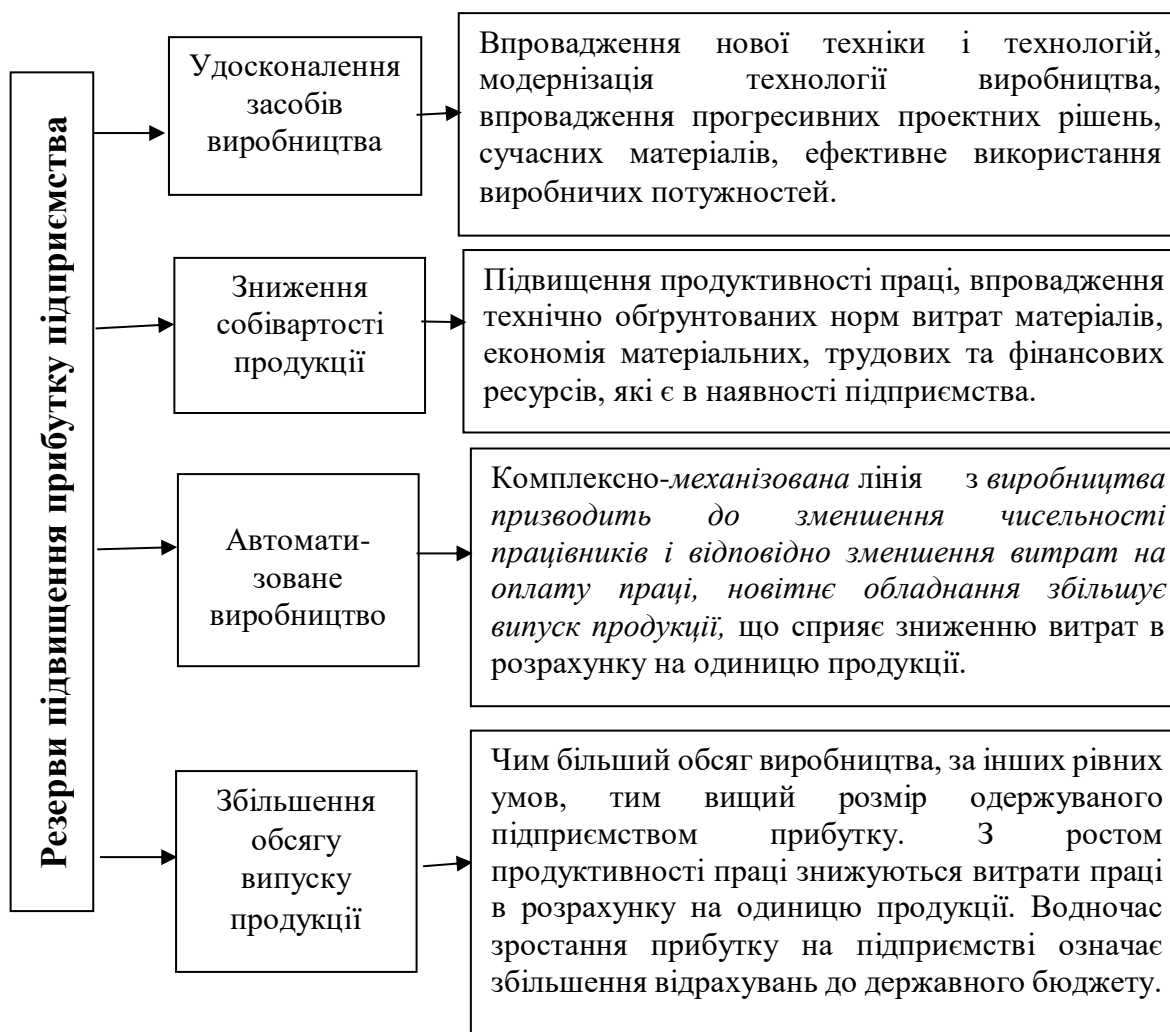 Резерви підвищення прибутку підприємства
Удосконалення
засобів
виробництва
Впровадження нової техніки і технологій,
модернізація технології виробництва,
впровадження прогресивних проектних рішень,
сучасних матеріалів, ефективне використання
виробничих потужностей.
Зниження
собівартості
продукції
Підвищення продуктивності праці, впровадження
технічно обґрунтованих норм витрат матеріалів,
економія матеріальних, трудових та фінансових
ресурсів, які є в наявності підприємства.
Автомати-
зоване
виробництво
Комплексно-механізована лінія з виробництва
призводить до зменшення чисельності
працівників і відповідно зменшення витрат на
оплату праці, новітнє обладнання збільшує
випуск продукції, що сприяє зниженню витрат в
розрахунку на одиницю продукції.
Збільшення
обсягу
випуску
продукції
Чим більший обсяг виробництва, за інших рівних
умов, тим вищий розмір одержуваного
підприємством прибутку. З ростом
продуктивності праці знижуються витрати праці
в розрахунку на одиницю продукції. Водночас
зростання прибутку на підприємстві означає
збільшення відрахувань до державного бюджету.